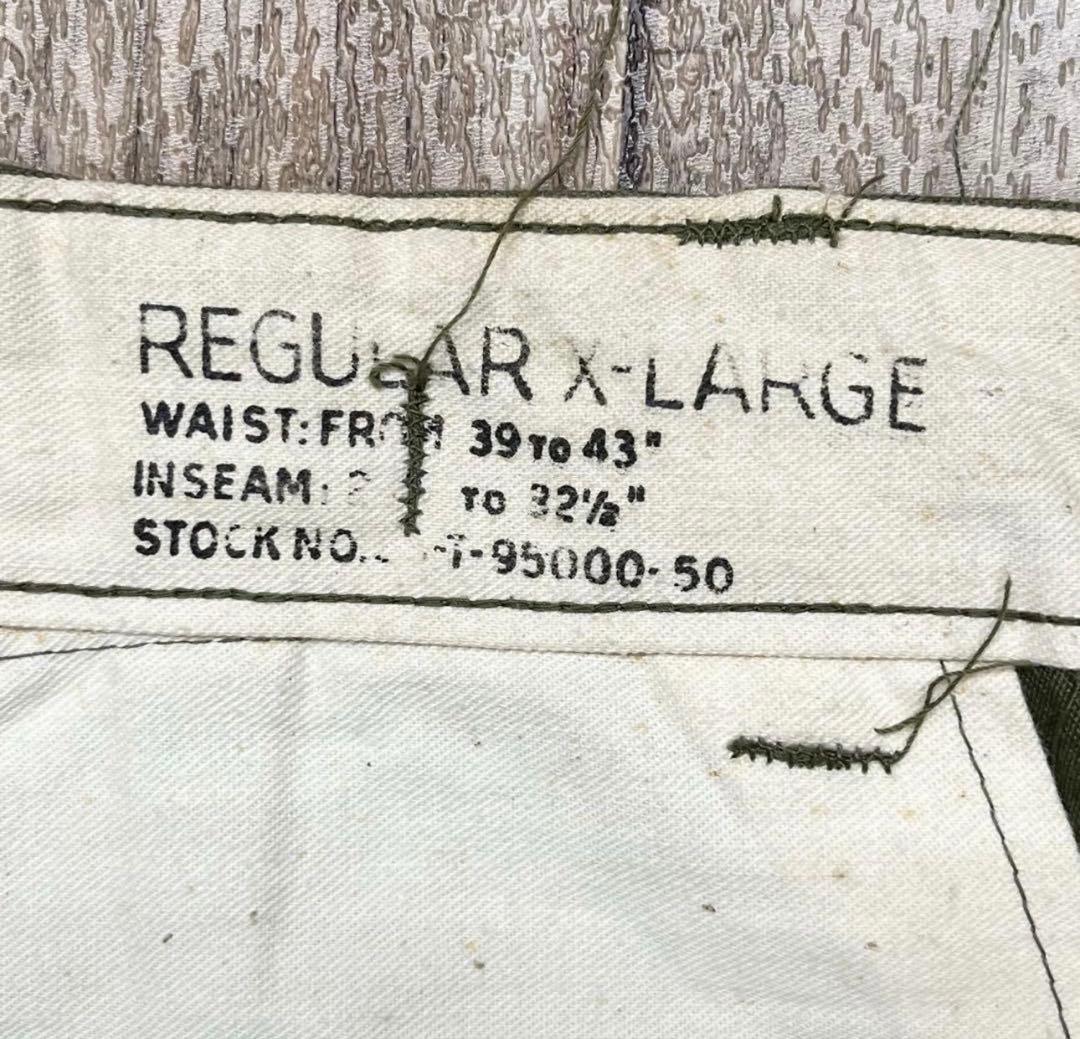 REGULAR X-LARGE
WAIST: FROM 39 TO 43"
INSEAM: TO 32½"
STOCK NO. -T-95000-50